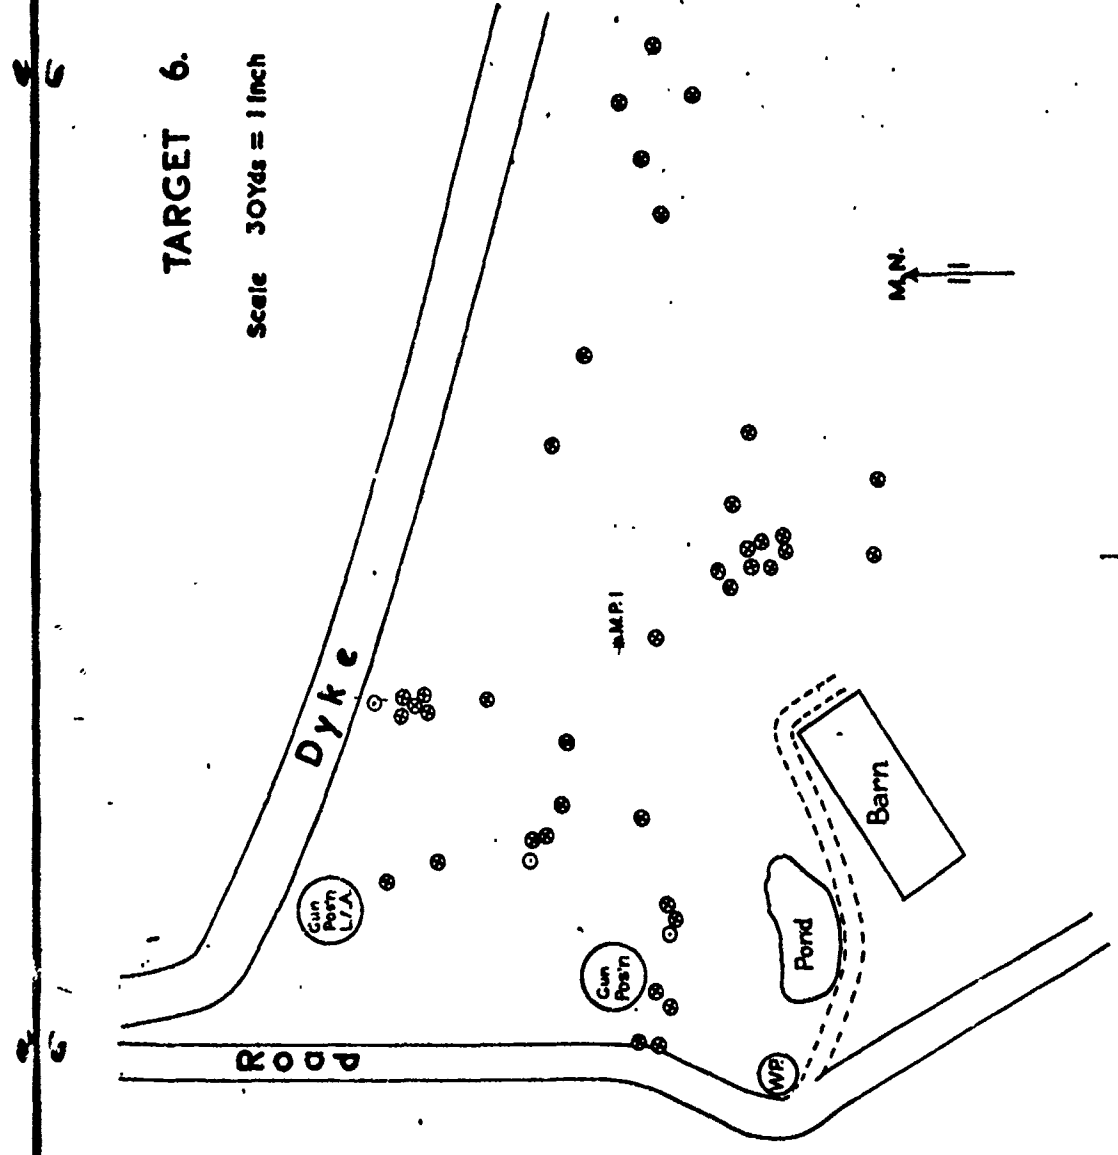 TARGET 6.
Scale 30Yds = 1 Inch
Dyke
Gun
Pos'n
L/A.
M.P.I
M.N.
Gun
Pos'n
Road
Pond
Barn
W.P.